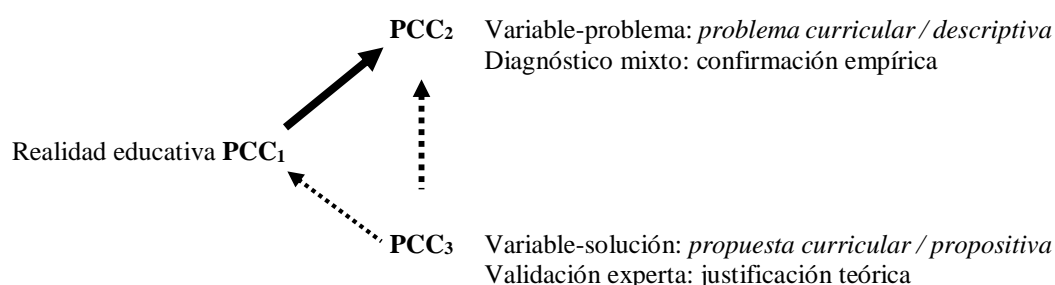 PCC₂ Variable-problema: problema curricular / descriptiva
Diagnóstico mixto: confirmación empírica
Realidad educativa PCC₁
PCC₃ Variable-solución: propuesta curricular / propositiva
Validación experta: justificación teórica